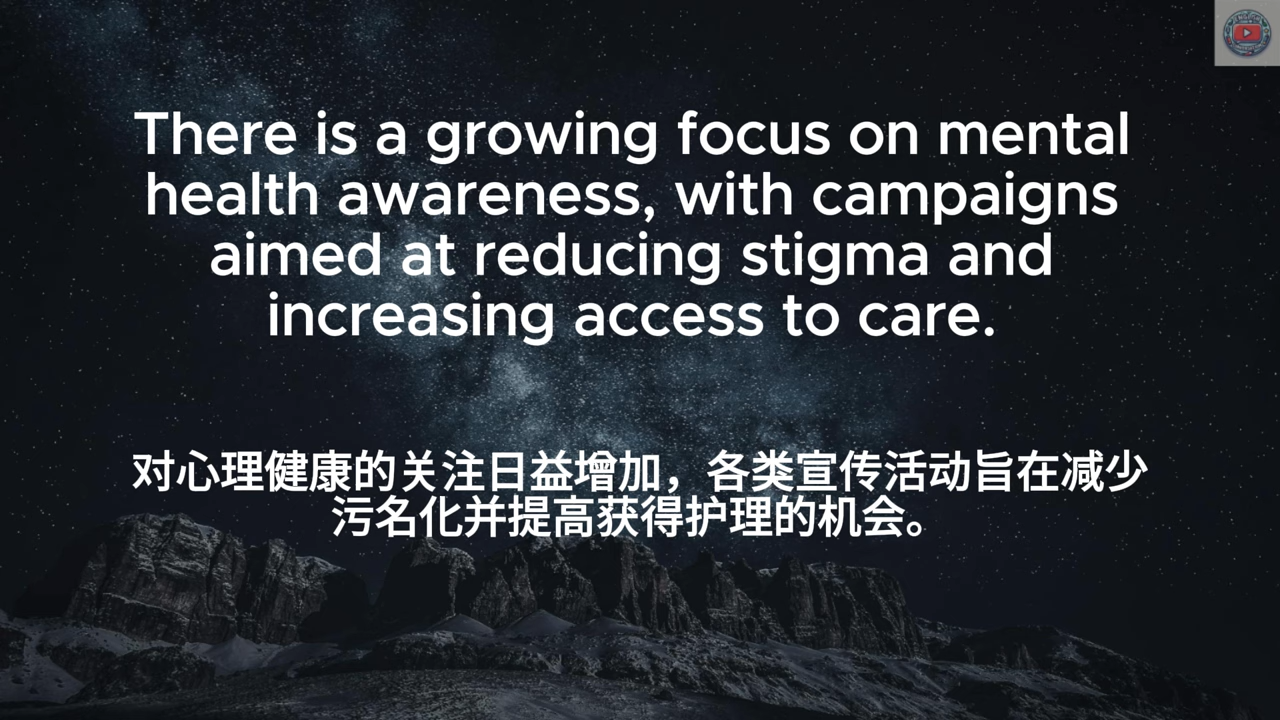 There is a growing focus on mental
health awareness, with campaigns
aimed at reducing stigma and
increasing access to care.
对心理健康的关注日益增加，各类宣传活动旨在减少
污名化并提高获得护理的机会。